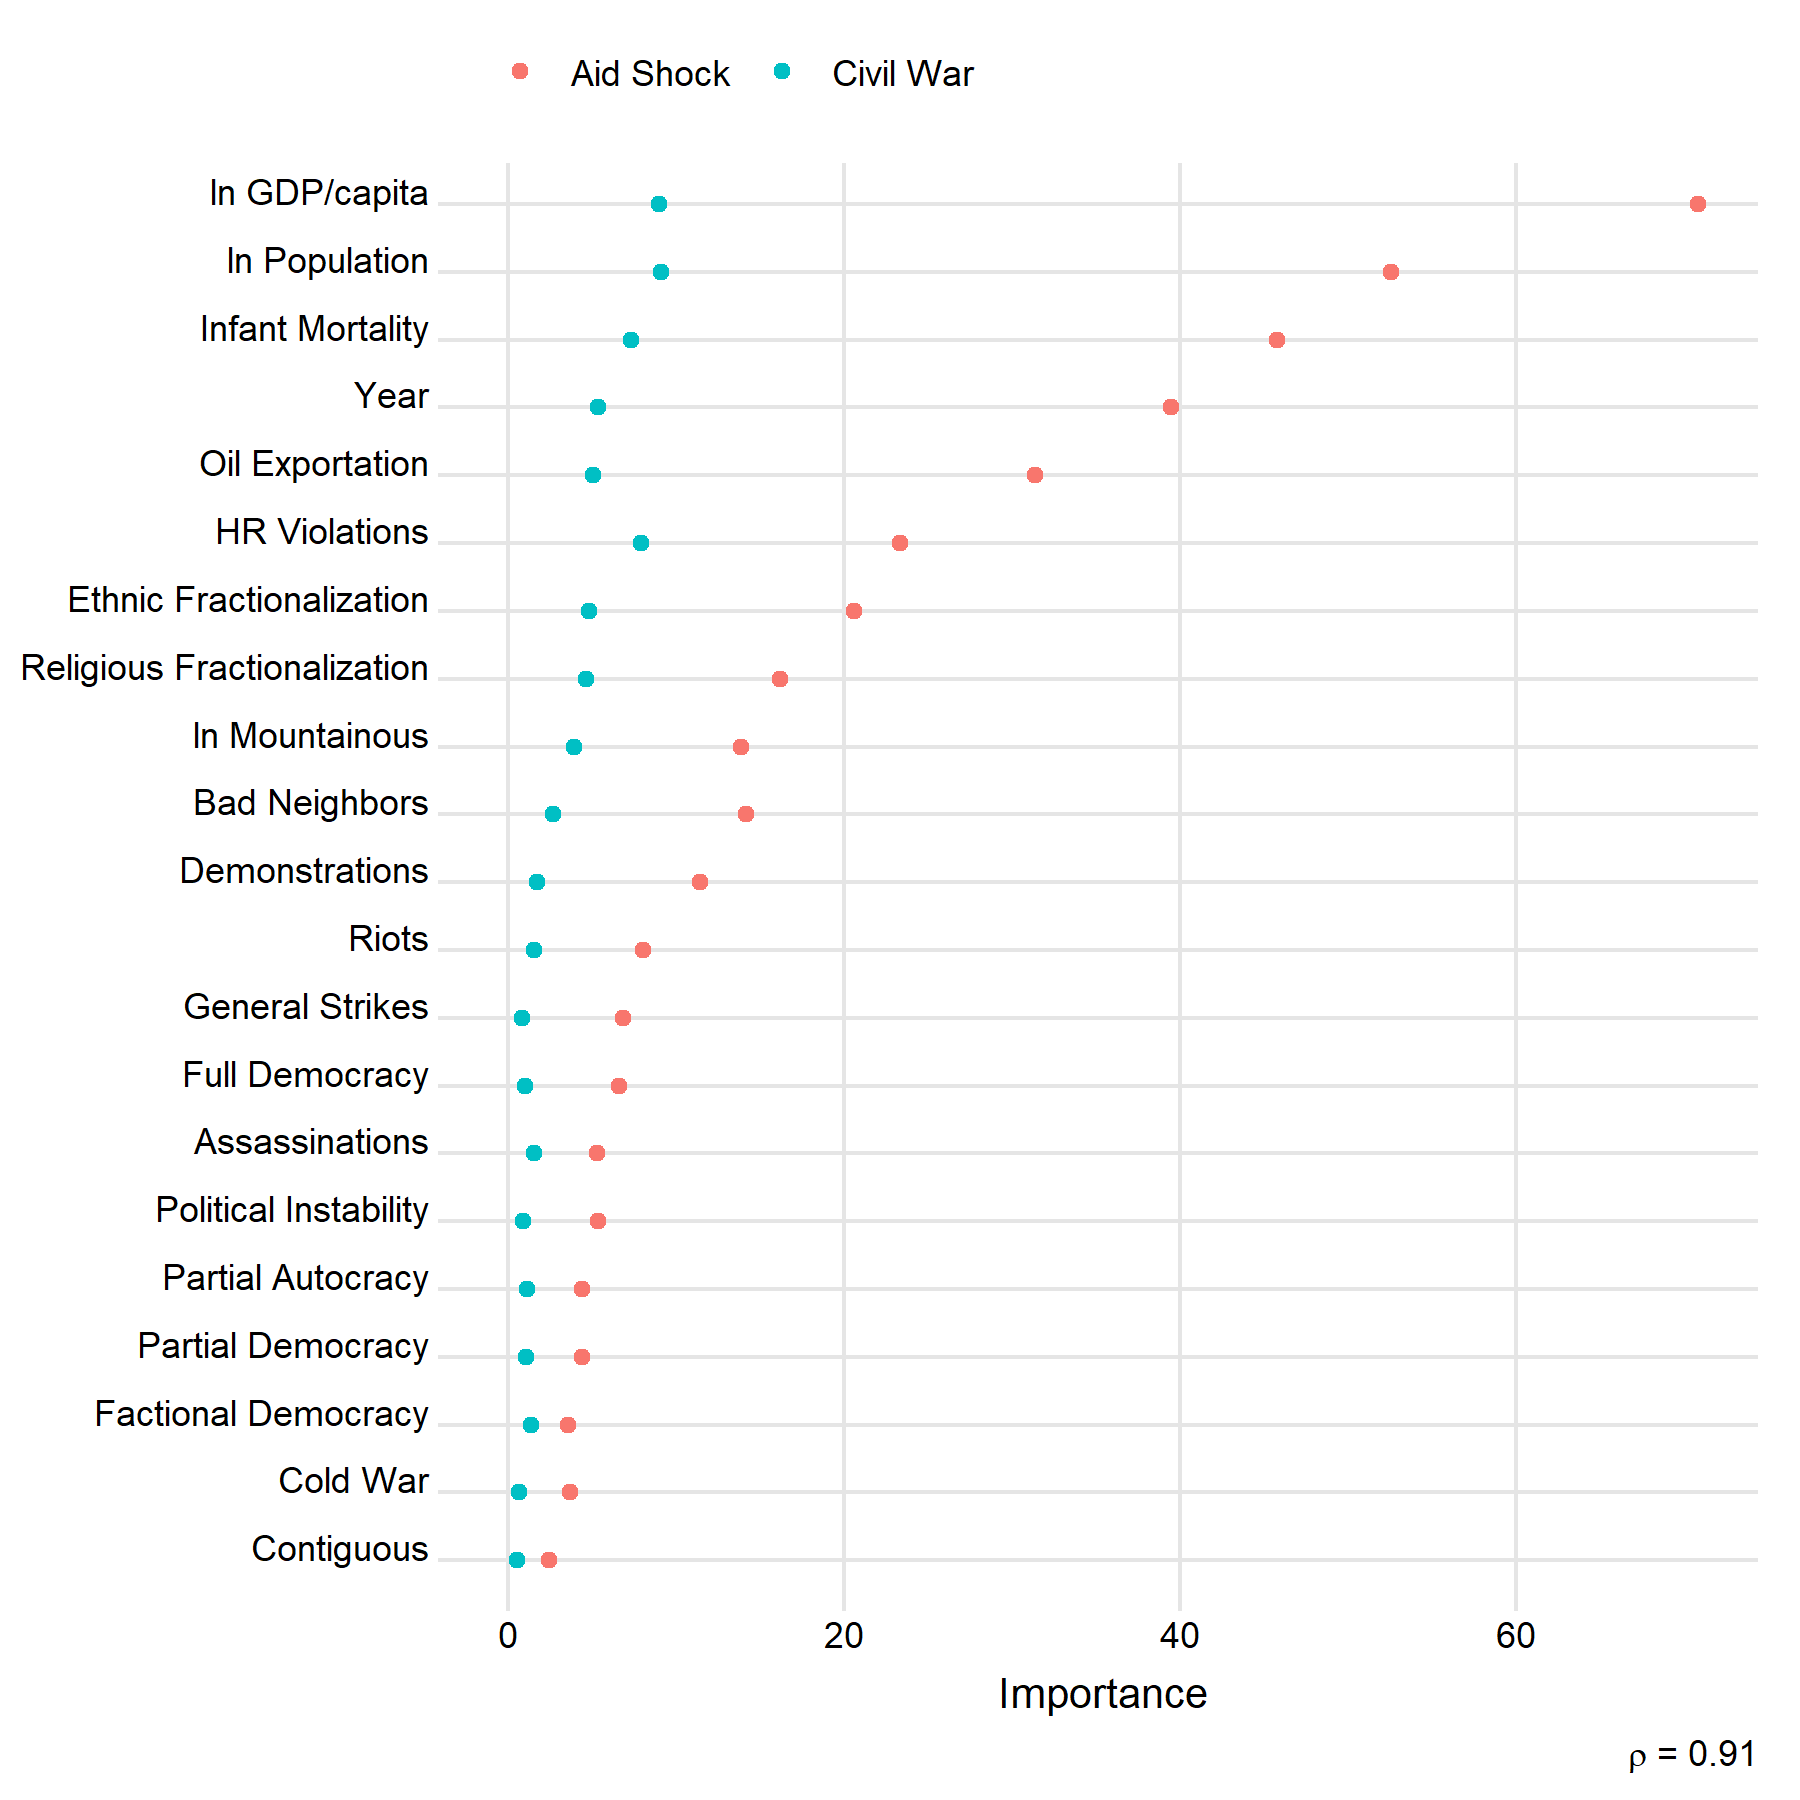 Aid Shock Civil War
ln GDP/capita
ln Population
Infant Mortality
Year
Oil Exportation
HR Violations
Ethnic Fractionalization
Religious Fractionalization
ln Mountainous
Bad Neighbors
Demonstrations
Riots
General Strikes
Full Democracy
Assassinations
Political Instability
Partial Autocracy
Partial Democracy
Factional Democracy
Cold War
Contiguous
0 20 40 60
Importance
ρ = 0.91